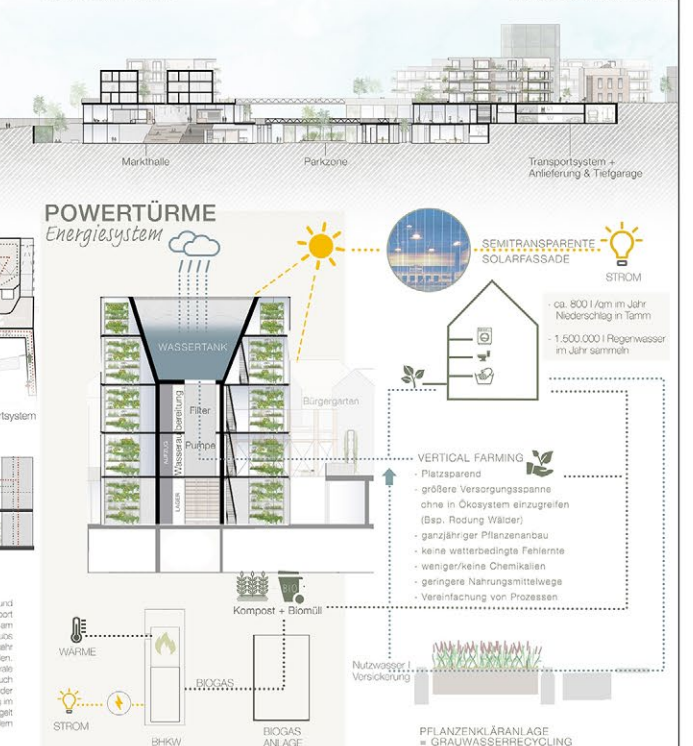 Markthalle
Parkzone
Transportsystem +
Anlieferung & Tiefgarage
POWERTÜRME
Energiesystem
SEMITRANSPARENTE
SOLARFASSADE
STROM
- ca. 800 l /qm im Jahr
Niederschlag in Tamm
- 1.500.000 l Regenwasser
im Jahr sammeln
WASSERTANK
Bürgergarten
Wasseraufbereitung
Filter
Pumpe
LAGER
VERTICAL FARMING
- Platzsparend
- größere Versorgungsspanne
ohne in Ökosystem einzugreifen
(Bsp. Rodung Wälder)
- ganzjähriger Pflanzenanbau
- keine wetterbedingte Fehlernte
- weniger/keine Chemikalien
- geringere Nahrungsmittelwege
- Vereinfachung von Prozessen
BIO
Kompost + Biomüll
WÄRME
BIOGAS
STROM
BHKW
BIOGAS
ANLAGE
Nutzwasser |
Versickerung
PFLANZENKLÄRANLAGE
= GRAUWASSERRECYCLING